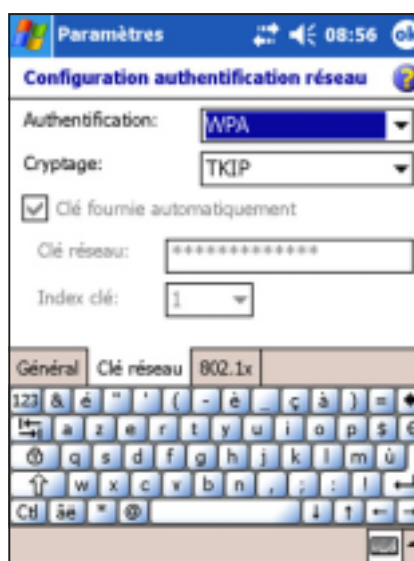 Paramètres 08:56 ok
Configuration authentification réseau ?
Authentification: WPA
Cryptage: TKIP
Clé fournie automatiquement
Clé réseau: *************
Index clé: 1
Général Clé réseau 802.1x
123 & é " ' ( - è _ ç à ) =
a z e r t y u i o p $ €
q s d f g h j k l m ù
w x c v b n , ; : !
Ctl áë * @ ↓ ↑ ← →